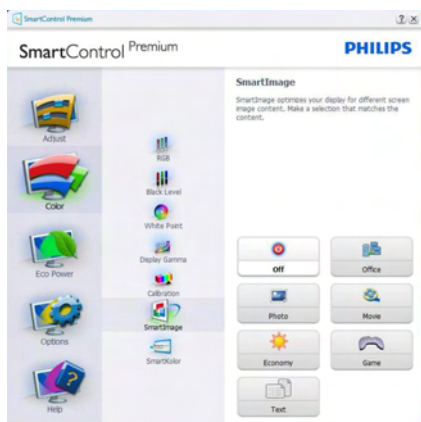 SmartControl Premium
SmartControl Premium
PHILIPS
Adjust
Color
Eco Power
Options
Help
RGB
Black Level
White Point
Display Gamma
Calibration
SmartImage
SmartKolor
SmartImage
SmartImage optimizes your display for different screen
image content. Make a selection that matches the
content.
Off
Office
Photo
Movie
Economy
Game
Text